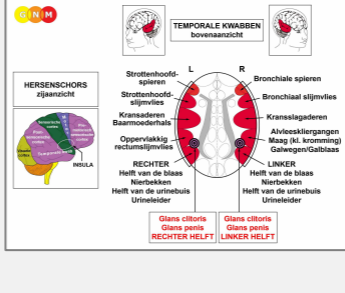 G N M
TEMPORALE KWABBEN
bovenaanzicht
HERSENSCHORS
zijaanzicht
INSULA
L
R
Strottenhoofd-
spieren
Strottenhoofd-
slijmvlies
Kransaderen
Baarmoederhals
Oppervlakkig
rectumslijmvlies
RECHTER
Helft van de blaas
Nierbekken
Helft van de urinebuis
Urineleider
Bronchiale spieren
Bronchiaal slijmvlies
Kransslagaderen
Alvleeskliergangen
Maag (kl. kromming)
Galwegen/Galblaas
LINKER
Helft van de blaas
Nierbekken
Helft van de urinebuis
Urineleider
Glans clitoris
Glans penis
RECHTER HELFT
Glans clitoris
Glans penis
LINKER HELFT